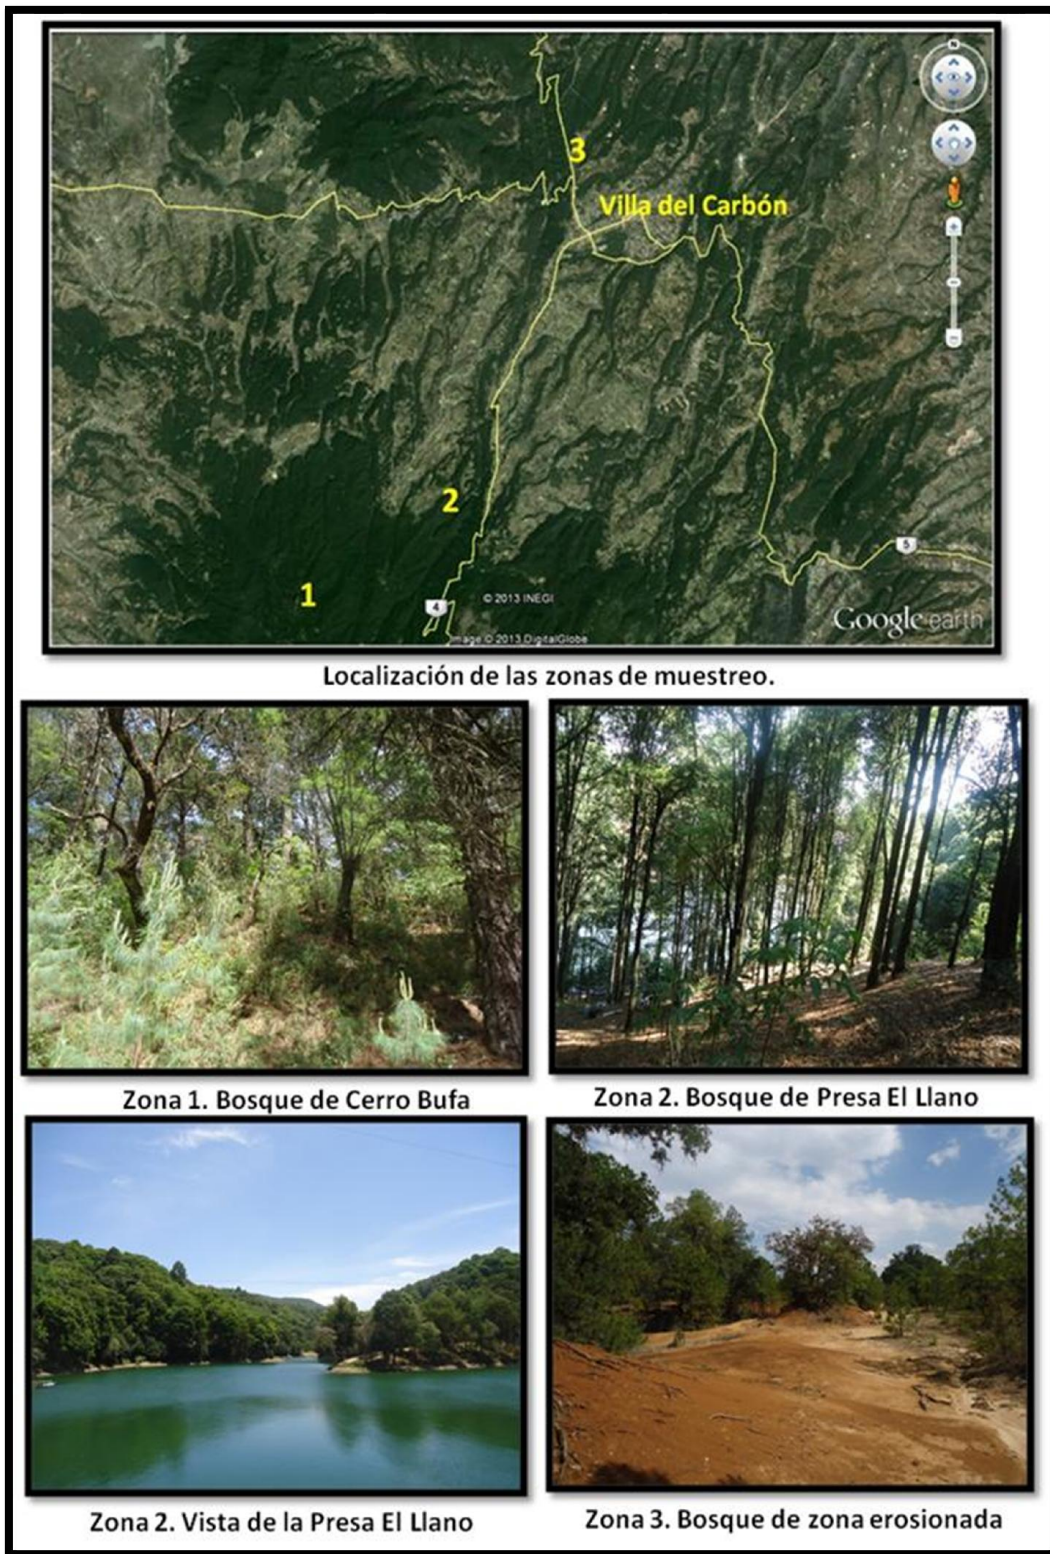 N
3
Villa del Carbón
2
5
1
4
© 2013 INEGI
Google earth
Image © 2013 DigitalGlobe
Localización de las zonas de muestreo.
Zona 1. Bosque de Cerro Bufa
Zona 2. Bosque de Presa El Llano
Zona 2. Vista de la Presa El Llano
Zona 3. Bosque de zona erosionada